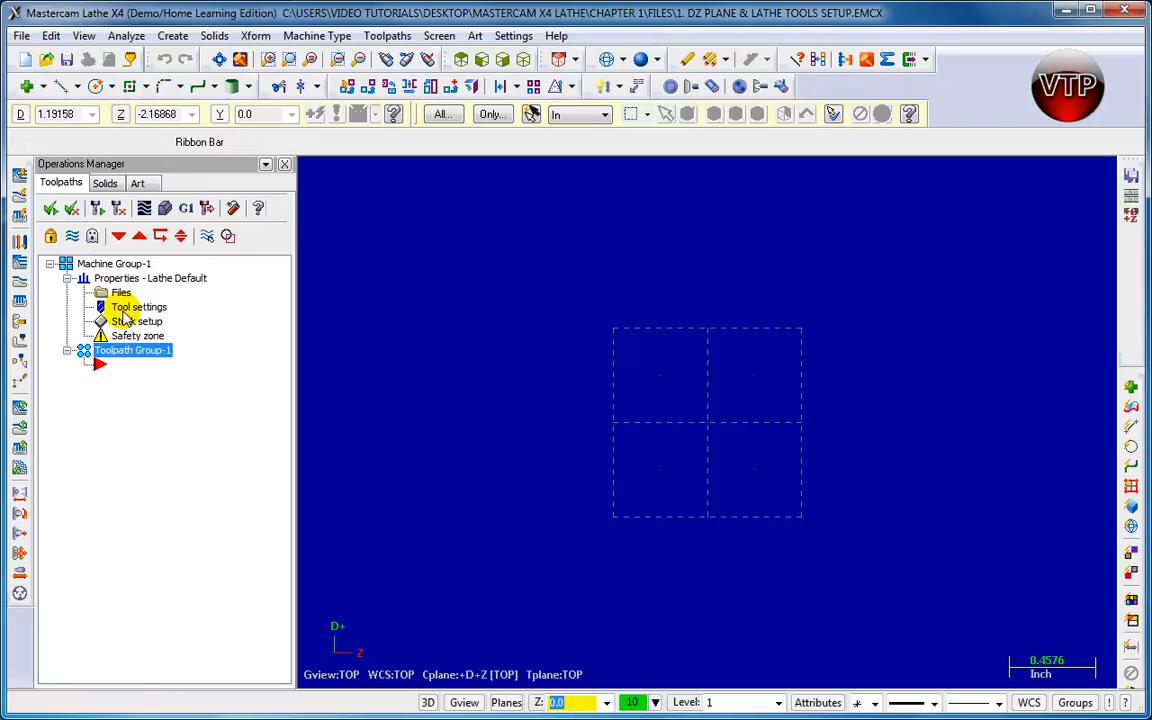 Mastercam Lathe X4 (Demo/Home Learning Edition) C:\USERS\VIDEO TUTORIALS\DESKTOP\MASTERCAM X4 LATHE\CHAPTER 1\FILES\1. DZ PLANE & LATHE TOOLS SETUP.EMCX
File Edit View Analyze Create Solids Xform Machine Type Toolpaths Screen Art Settings Help
VTP
D 1.19158 Z -2.16868 Y 0.0 All... Only... In
Ribbon Bar
Operations Manager
Toolpaths Solids Art
G1
Machine Group-1
Properties - Lathe Default
Files
Tool settings
Stock setup
Safety zone
Toolpath Group-1
D+
Z
0.4576
Inch
Gview:TOP WCS:TOP Cplane:+D+Z [TOP] Tplane:TOP
3D Gview Planes Z: 0.0 10 Level: 1 Attributes WCS Groups ! ?